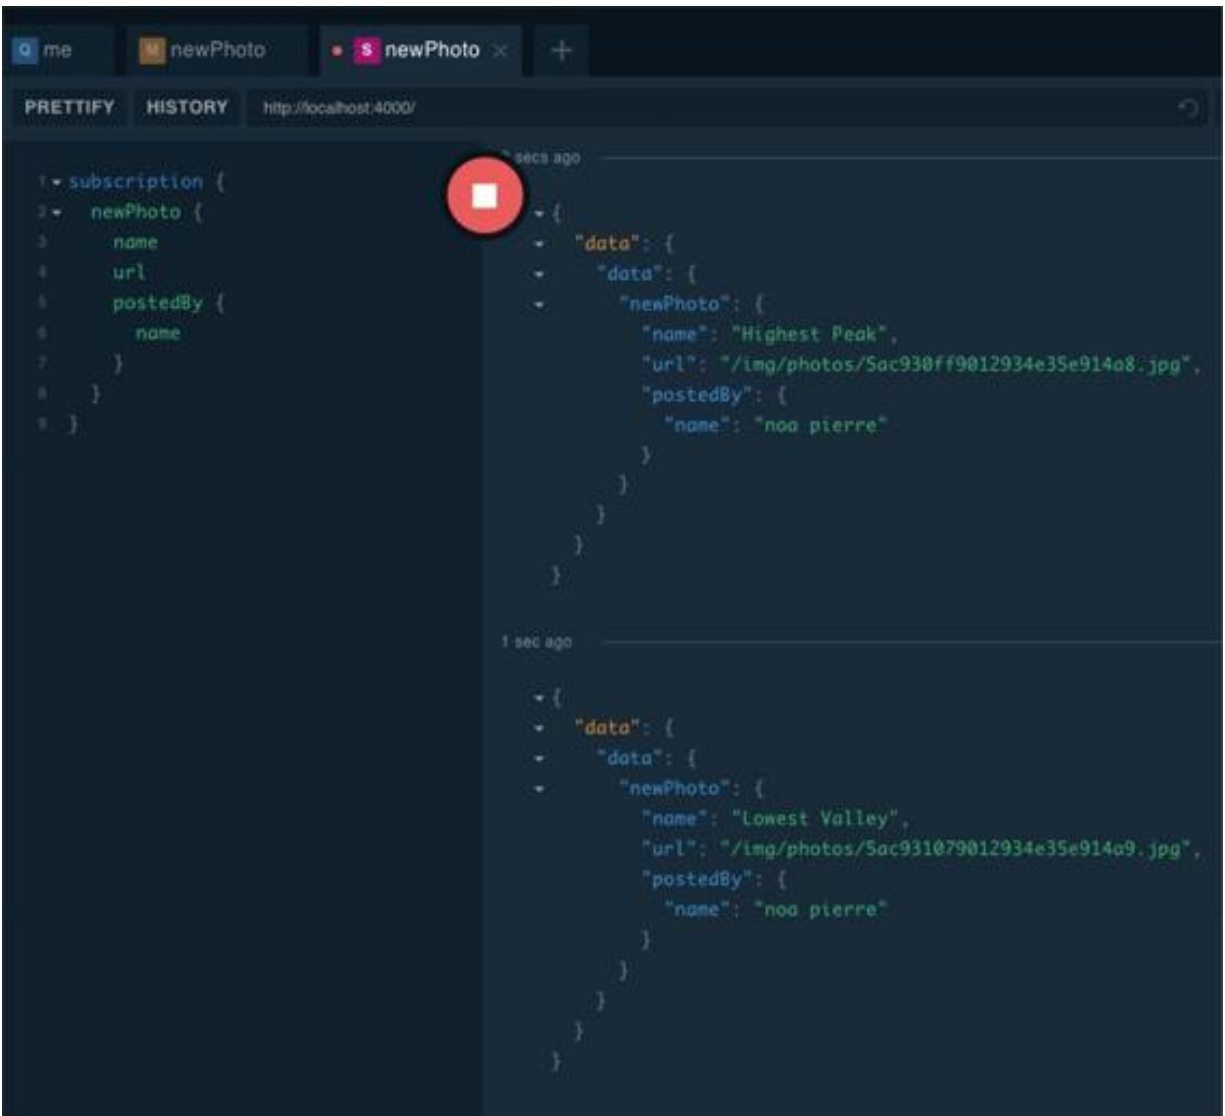 Q me
M newPhoto
S newPhoto × +
PRETTIFY HISTORY http://localhost:4000/
1 subscription {
2 newPhoto {
3 name
4 url
5 postedBy {
6 name
7 }
8 }
9 }
secs ago
{
"data": {
"data": {
"newPhoto": {
"name": "Highest Peak",
"url": "/img/photos/5ac930ff9012934e35e914a8.jpg",
"postedBy": {
"name": "noa pierre"
}
}
}
}
}
1 sec ago
{
"data": {
"data": {
"newPhoto": {
"name": "Lowest Valley",
"url": "/img/photos/5ac931079012934e35e914a9.jpg",
"postedBy": {
"name": "noa pierre"
}
}
}
}
}